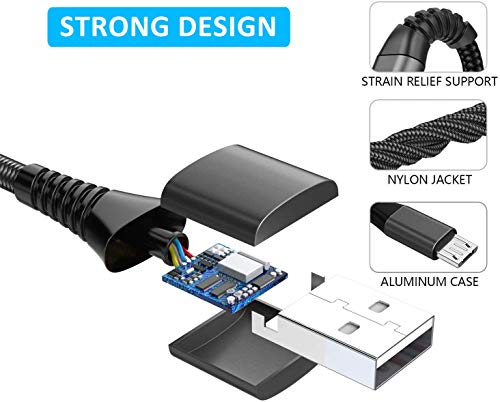 STRONG DESIGN
STRAIN RELIEF SUPPORT
NYLON JACKET
ALUMINUM CASE